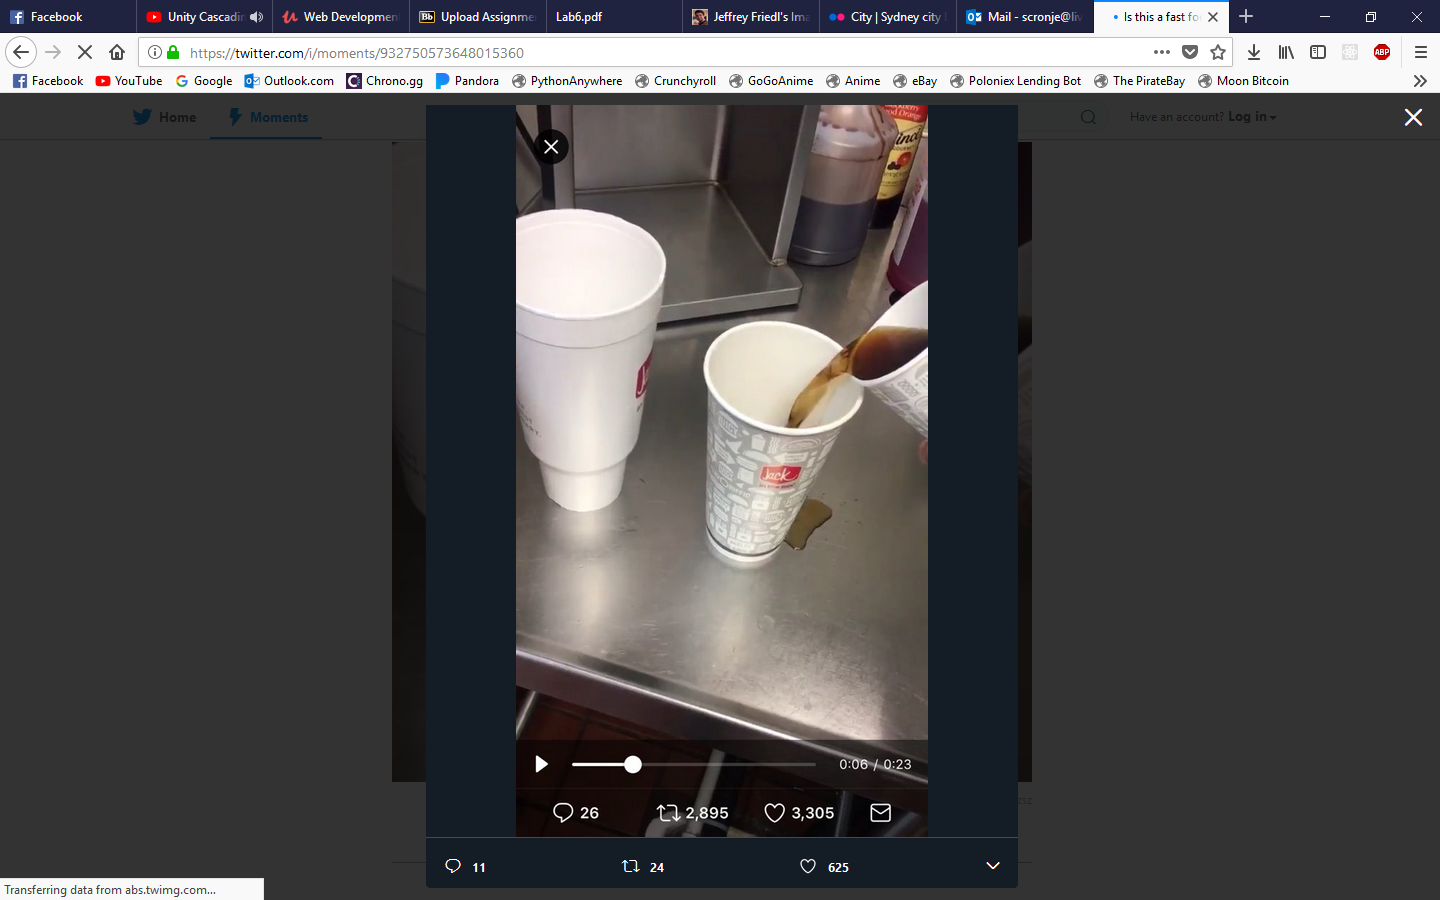 Facebook
Unity Cascadin
Web Developmen
Upload Assignme
Lab6.pdf
Jeffrey Friedl's Ima
City | Sydney city
Mail - scronje@liv
Is this a fast fo
https://twitter.com/i/moments/932750573648015360
ABP
Facebook
YouTube
Google
Outlook.com
Chrono.gg
Pandora
PythonAnywhere
Crunchyroll
GoGoAnime
Anime
eBay
Poloniex Lending Bot
The PirateBay
Moon Bitcoin
Home
Moments
Have an account? Log in
Jack
0:06 / 0:23
26
2,895
3,305
11
24
625
Transferring data from abs.twimg.com...